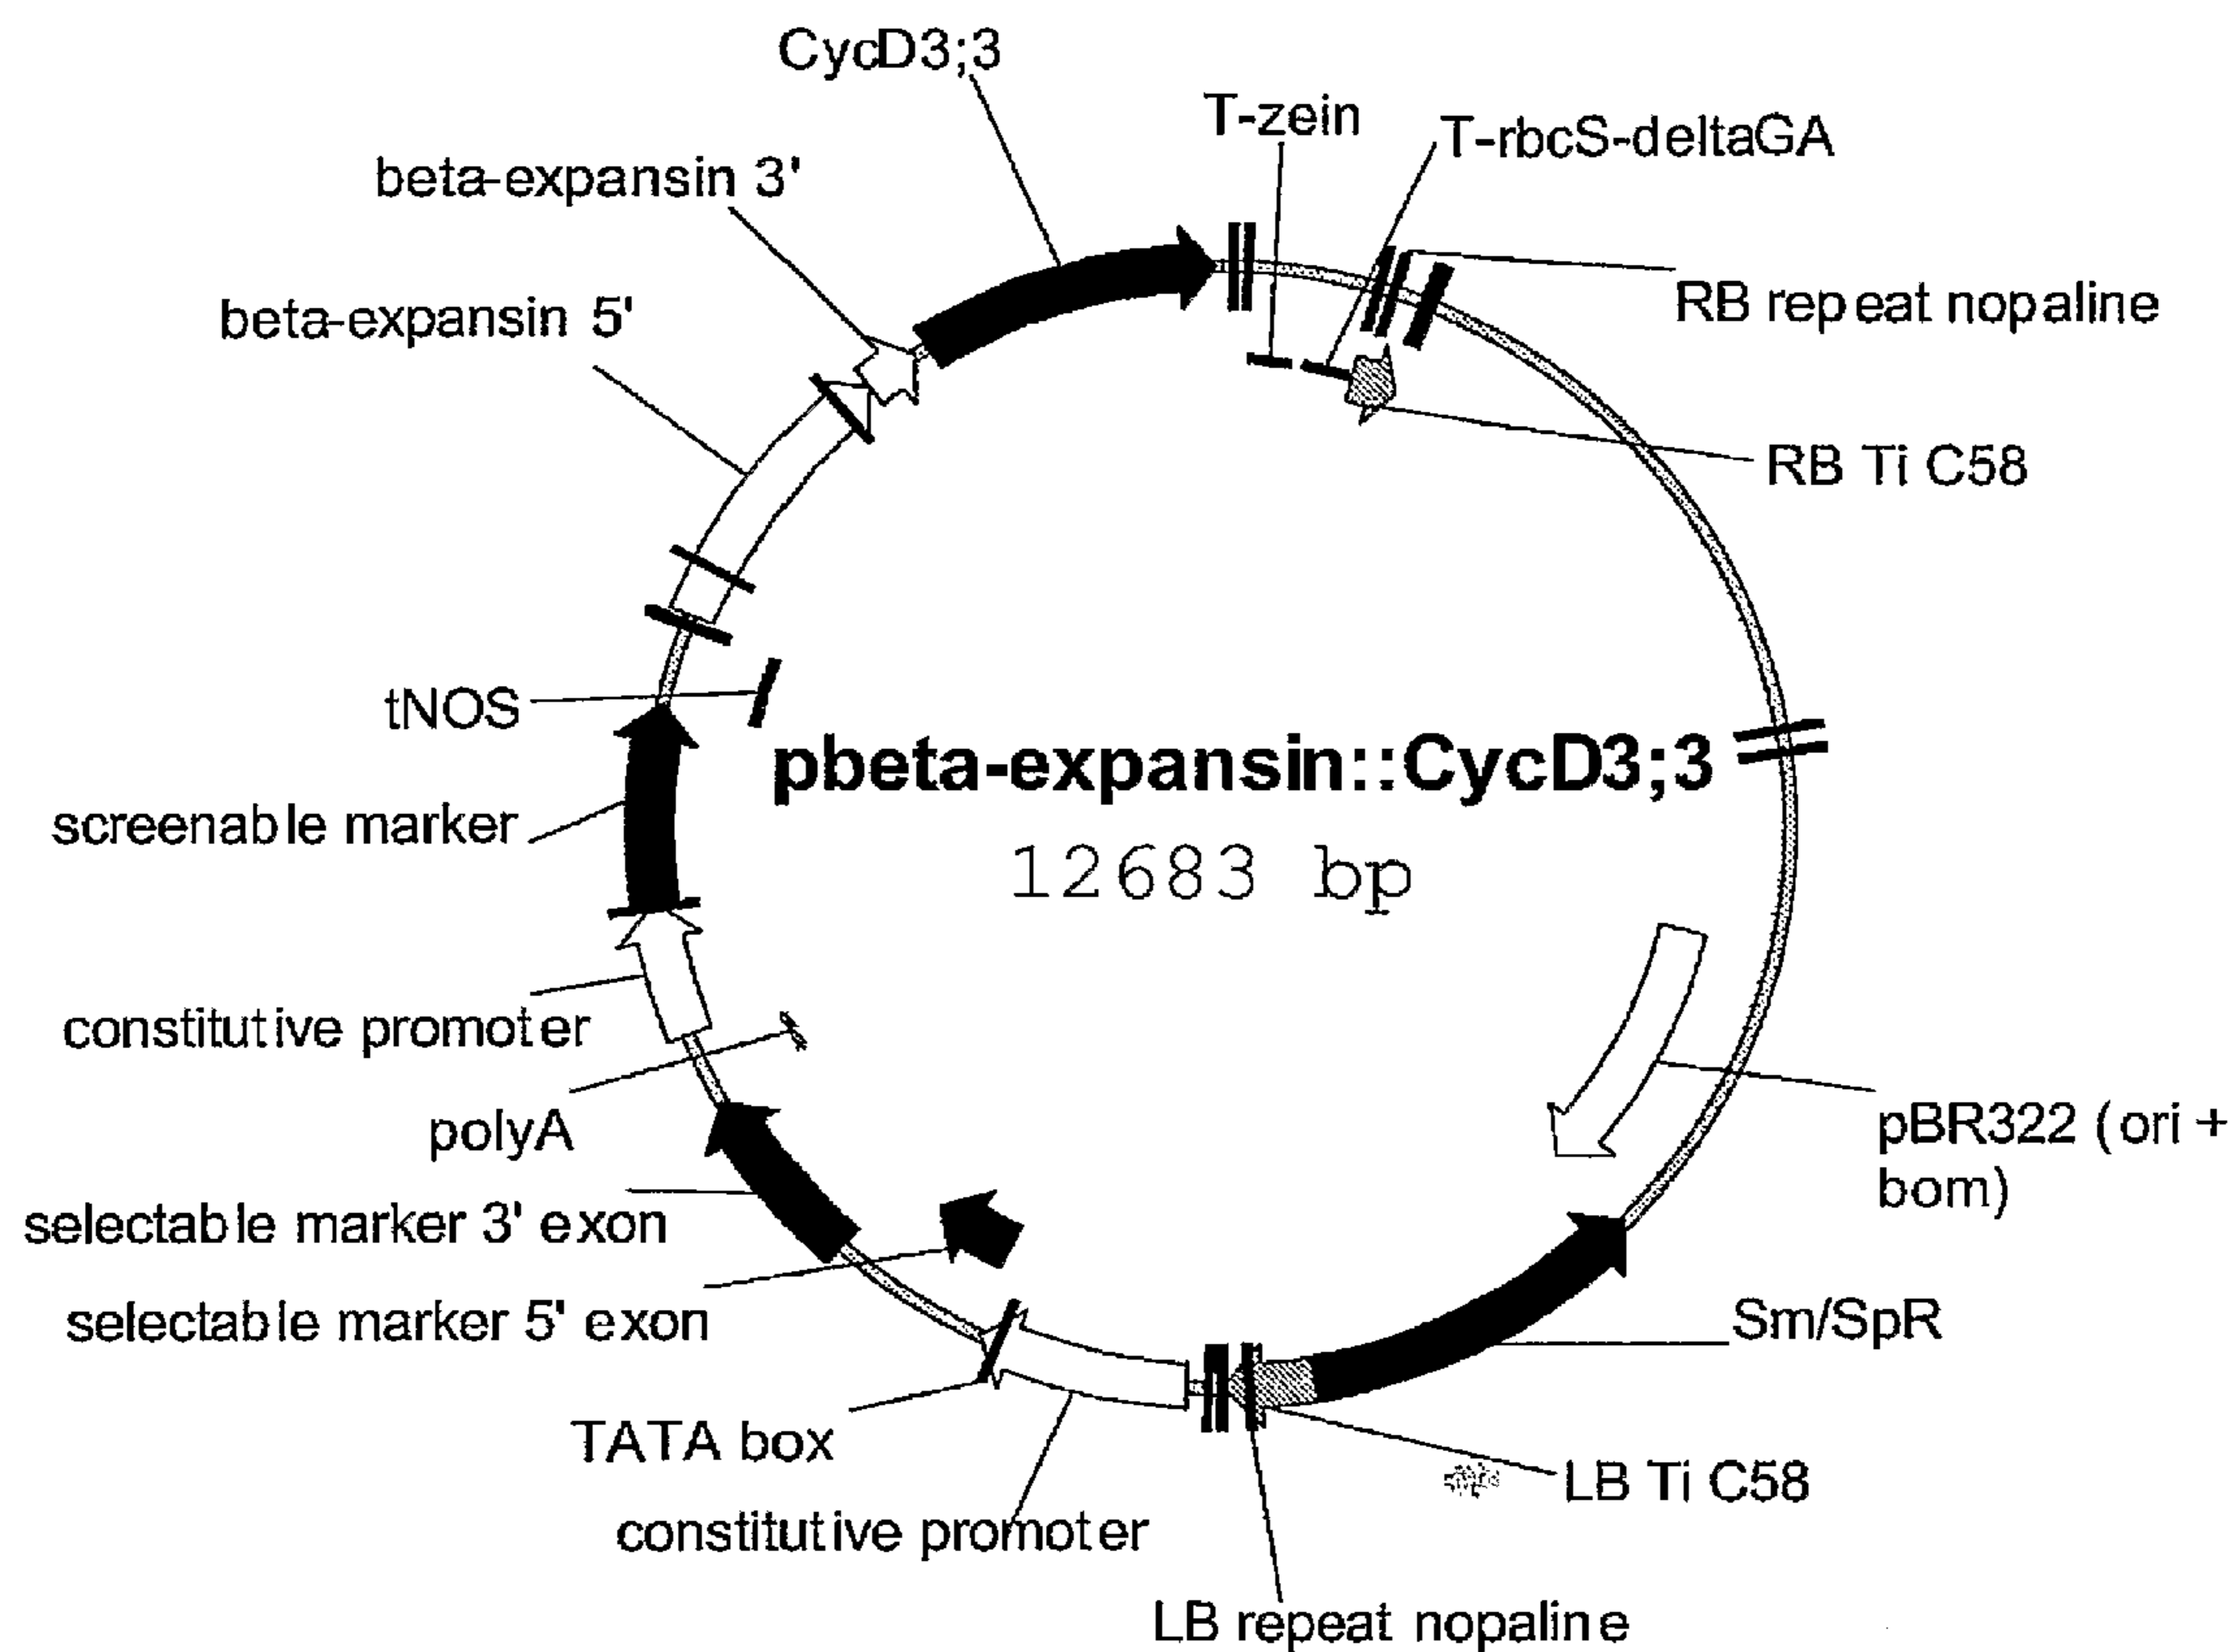 CycD3;3
T-zein
T-rbcS-deltaGA
beta-expansin 3'
RB repeat nopaline
beta-expansin 5'
RB Ti C58
tNOS
pbeta-expansin::CycD3;3
screenable marker
12683 bp
constitutive promoter
polyA
pBR322 (ori +
bom)
selectable marker 3' exon
selectable marker 5' exon
Sm/SpR
TATA box
LB Ti C58
constitutive promoter
LB repeat nopaline